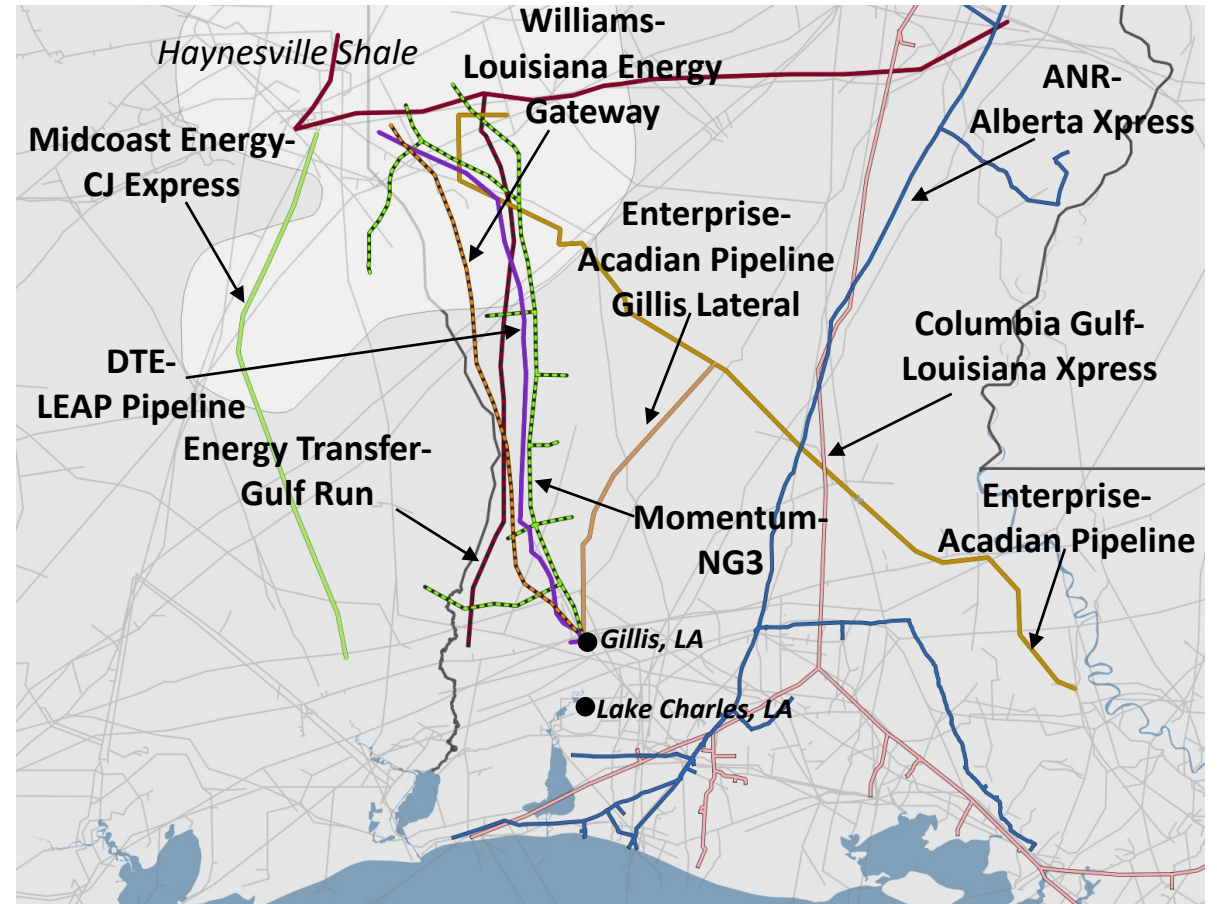 Haynesville Shale
Williams-
Louisiana Energy
Gateway
ANR-
Alberta Xpress
Midcoast Energy-
CJ Express
Enterprise-
Acadian Pipeline
Gillis Lateral
Columbia Gulf-
Louisiana Xpress
DTE-
LEAP Pipeline
Energy Transfer-
Gulf Run
Momentum-
NG3
Enterprise-
Acadian Pipeline
Gillis, LA
Lake Charles, LA